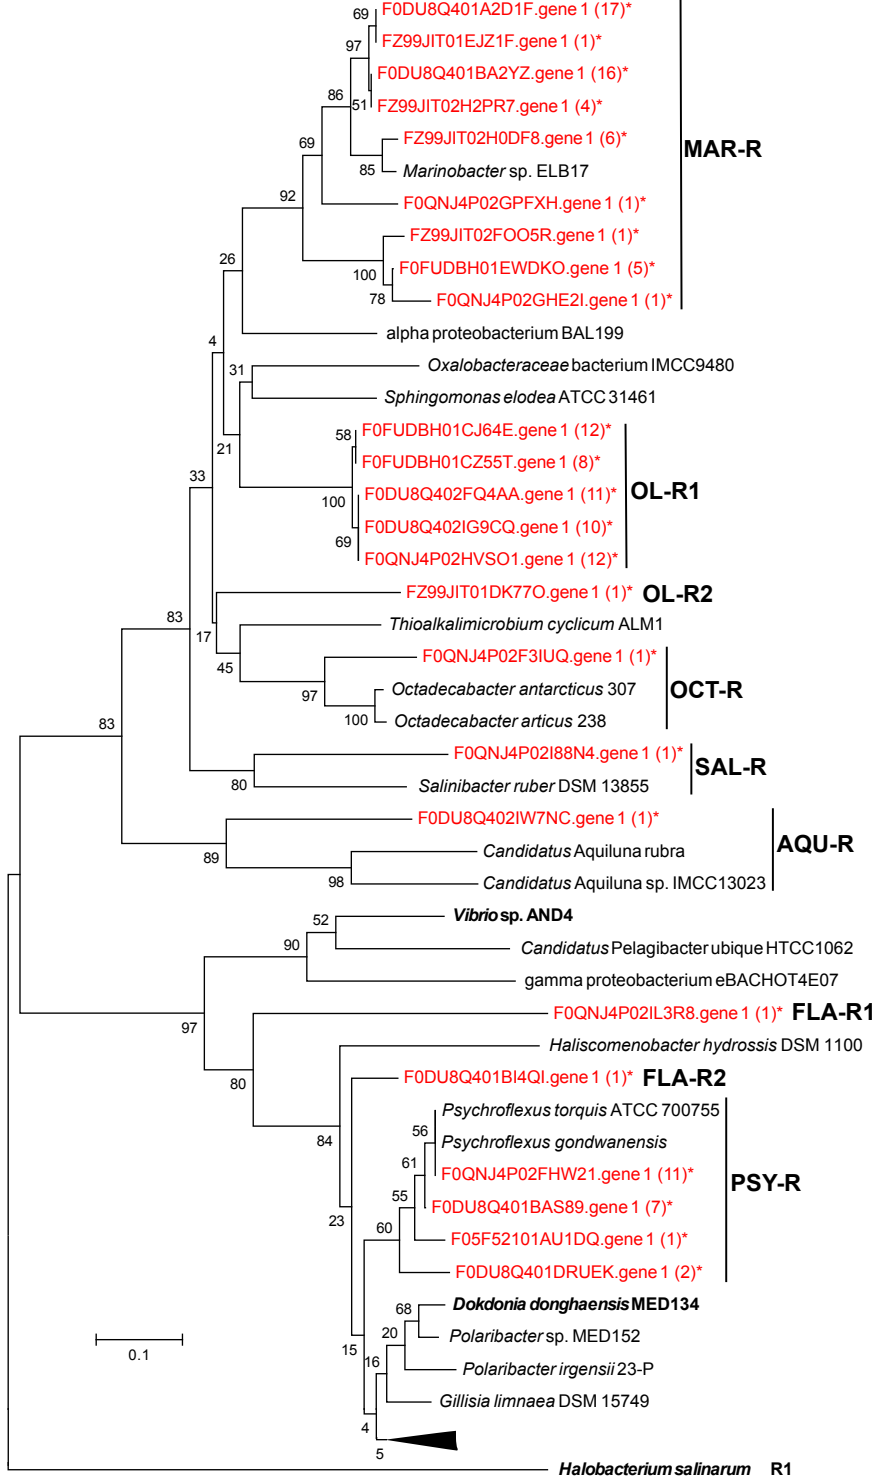 F0DU8Q401A2D1F.gene 1 (17)*
69
FZ99JIT01EJZ1F.gene 1 (1)*
97
F0DU8Q401BA2YZ.gene 1 (16)*
86
51
FZ99JIT02H2PR7.gene 1 (4)*
FZ99JIT02H0DF8.gene 1 (6)*
69
MAR-R
85
Marinobacter sp. ELB17
92
F0QNJ4P02GPFXH.gene 1 (1)*
FZ99JIT02FOO5R.gene 1 (1)*
26
100
F0FUDBH01EWDKO.gene 1 (5)*
78
F0QNJ4P02GHE2I.gene 1 (1)*
alpha proteobacterium BAL199
4
31
Oxalobacteraceae bacterium IMCC9480
Sphingomonas elodea ATCC 31461
58
F0FUDBH01CJ64E.gene 1 (12)*
21
F0FUDBH01CZ55T.gene 1 (8)*
33
100
F0DU8Q402FQ4AA.gene 1 (11)*
OL-R1
F0DU8Q402IG9CQ.gene 1 (10)*
69
F0QNJ4P02HVSO1.gene 1 (12)*
FZ99JIT01DK77O.gene 1 (1)*
OL-R2
83
17
Thioalkalimicrobium cyclicum ALM1
45
F0QNJ4P02F3IUQ.gene 1 (1)*
97
Octadecabacter antarcticus 307
OCT-R
100
Octadecabacter articus 238
83
F0QNJ4P02I88N4.gene 1 (1)*
SAL-R
80
Salinibacter ruber DSM 13855
F0DU8Q402IW7NC.gene 1 (1)*
89
Candidatus Aquiluna rubra
AQU-R
98
Candidatus Aquiluna sp. IMCC13023
52
Vibrio sp. AND4
90
Candidatus Pelagibacter ubique HTCC1062
gamma proteobacterium eBACHOT4E07
97
F0QNJ4P02IL3R8.gene 1 (1)*
FLA-R1
Haliscomenobacter hydrossis DSM 1100
80
F0DU8Q401BI4QI.gene 1 (1)*
FLA-R2
Psychroflexus torquis ATCC 700755
84
56
Psychroflexus gondwanensis
61
F0QNJ4P02FHW21.gene 1 (11)*
PSY-R
55
F0DU8Q401BAS89.gene 1 (7)*
23
60
F05F52101AU1DQ.gene 1 (1)*
F0DU8Q401DRUEK.gene 1 (2)*
68
Dokdonia donghaensis MED134
20
Polaribacter sp. MED152
15
16
Polaribacter irgensii 23-P
0.1
Gillisia limnaea DSM 15749
4
5
Halobacterium salinarum R1